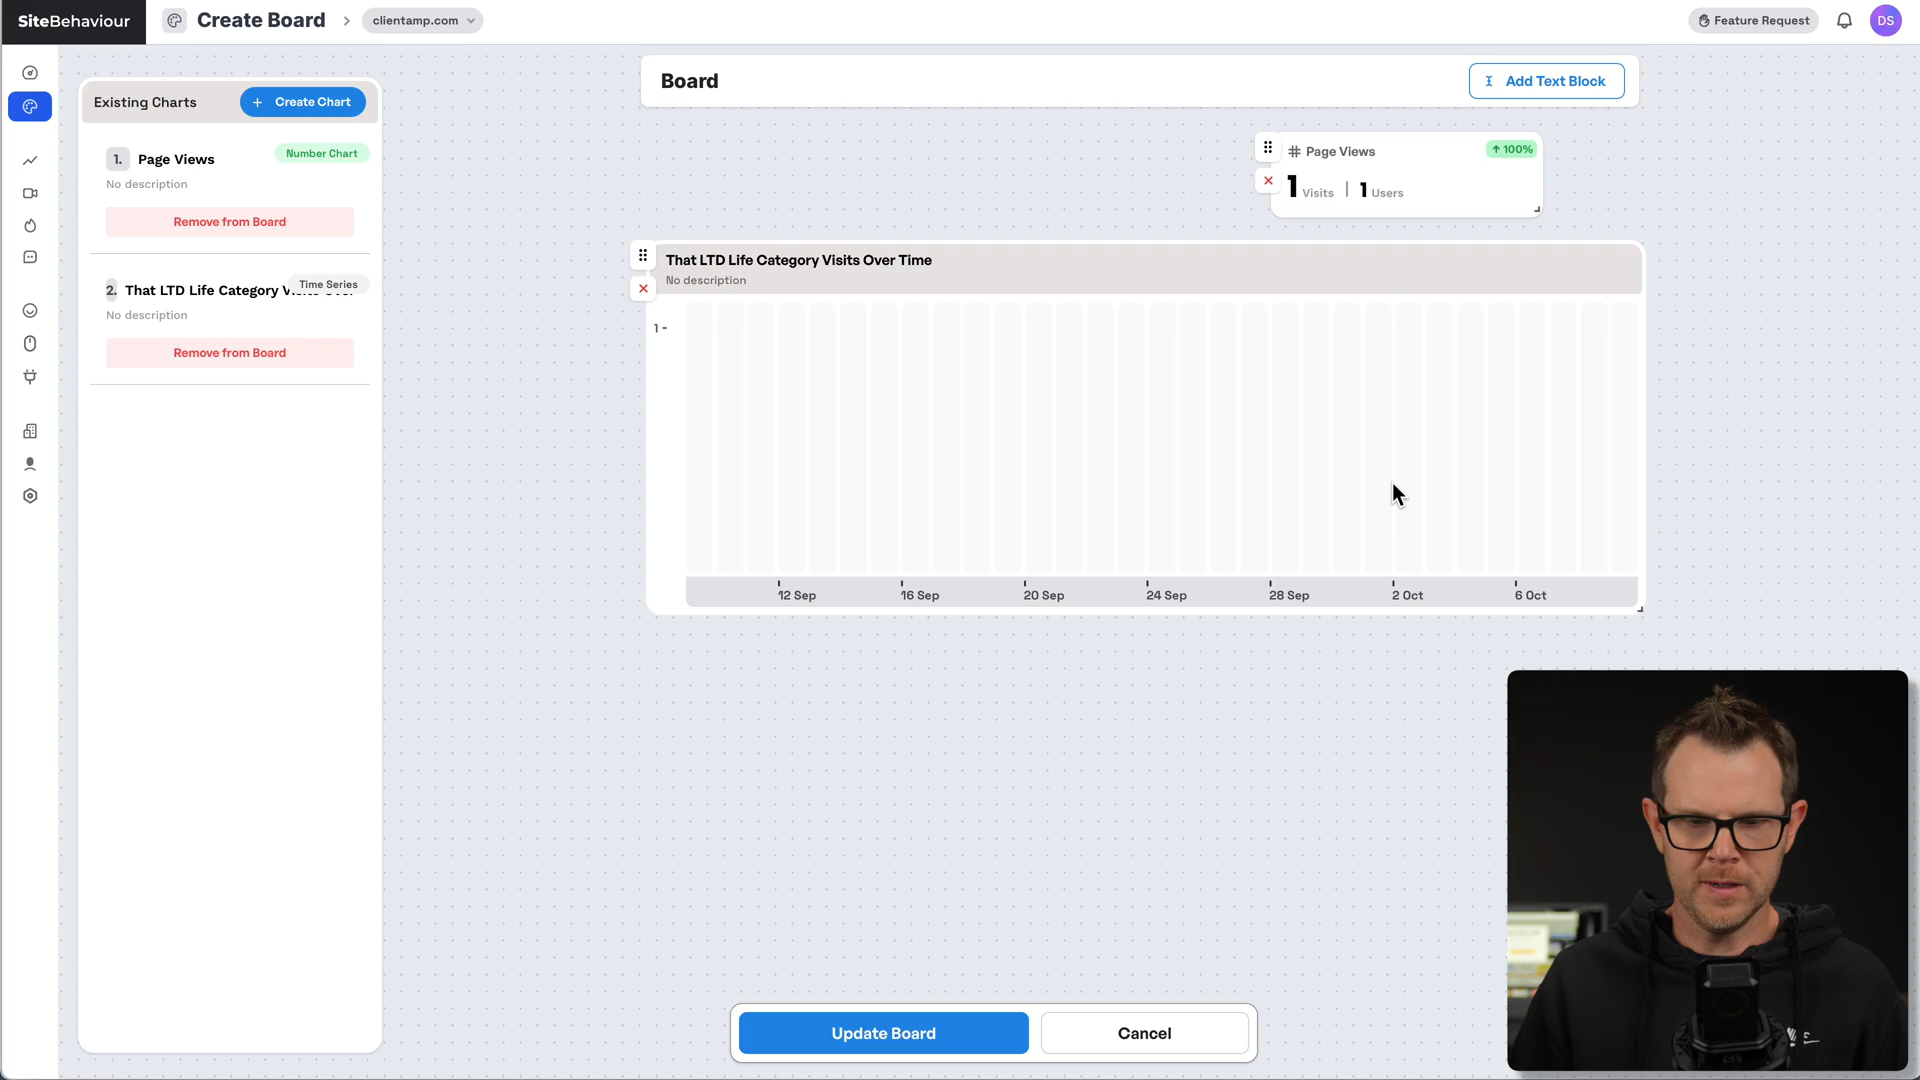 SiteBehaviour
Create Board
clientamp.com
Feature Request
DS
Existing Charts
+ Create Chart
1. Page Views
Number Chart
No description
Remove from Board
2. That LTD Life Category
Time Series
No description
Remove from Board
Board
Add Text Block
# Page Views
↑ 100%
1 Visits | 1 Users
That LTD Life Category Visits Over Time
No description
1 -
12 Sep 16 Sep 20 Sep 24 Sep 28 Sep 2 Oct 6 Oct
Update Board
Cancel